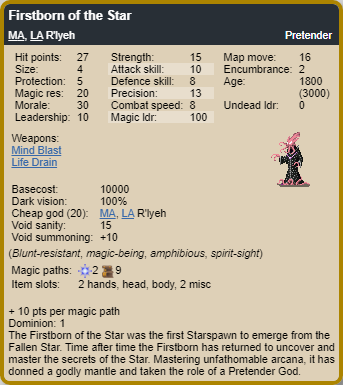 Firstborn of the Star
MA, LA R'lyeh Pretender
Hit points: 27 Strength: 15 Map move: 16
Size: 4 Attack skill: 10 Encumbrance: 2
Protection: 5 Defence skill: 8 Age: 1800
Magic res: 20 Precision: 13 (3000)
Morale: 30 Combat speed: 8 Undead ldr: 0
Leadership: 10 Magic ldr: 100
Weapons:
Mind Blast
Life Drain
Basecost: 10000
Dark vision: 100%
Cheap god (20): MA, LA R'lyeh
Void sanity: 15
Void summoning: +10
(Blunt-resistant, magic-being, amphibious, spirit-sight)
Magic paths: 2 9
Item slots: 2 hands, head, body, 2 misc
+ 10 pts per magic path
Dominion: 1
The Firstborn of the Star was the first Starspawn to emerge from the
Fallen Star. Time after time the Firstborn has returned to uncover and
master the secrets of the Star. Mastering unfathomable arcana, it has
donned a godly mantle and taken the role of a Pretender God.